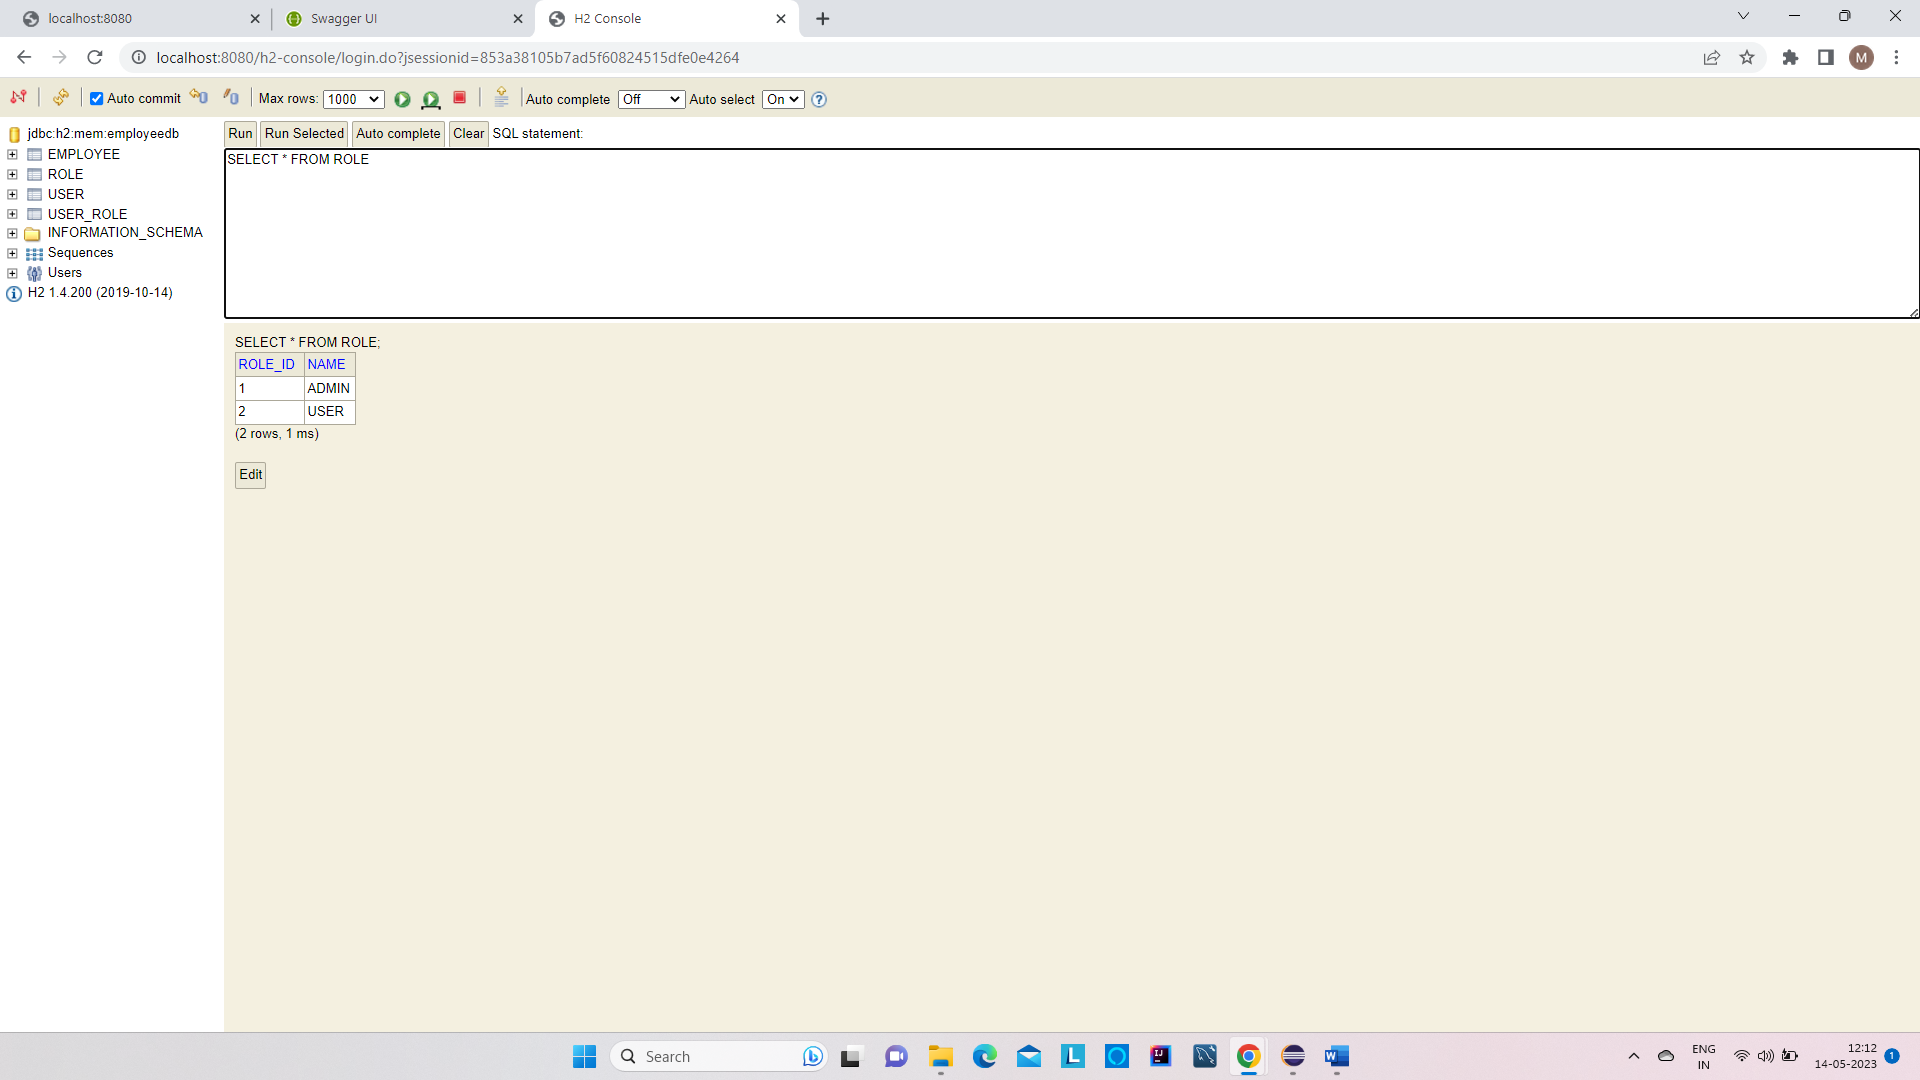 localhost:8080
Swagger UI
H2 Console
localhost:8080/h2-console/login.do?jsessionid=853a38105b7ad5f60824515dfe0e4264
M
Auto commit
Max rows: 1000
Auto complete Off
Auto select On
jdbc:h2:mem:employeedb
EMPLOYEE
ROLE
USER
USER_ROLE
INFORMATION_SCHEMA
Sequences
Users
H2 1.4.200 (2019-10-14)
Run Run Selected Auto complete Clear SQL statement:
SELECT * FROM ROLE
SELECT * FROM ROLE;
ROLE_ID NAME
1 ADMIN
2 USER
(2 rows, 1 ms)
Edit
Search
L
IJ
W
ENG
IN
12:12
14-05-2023
1